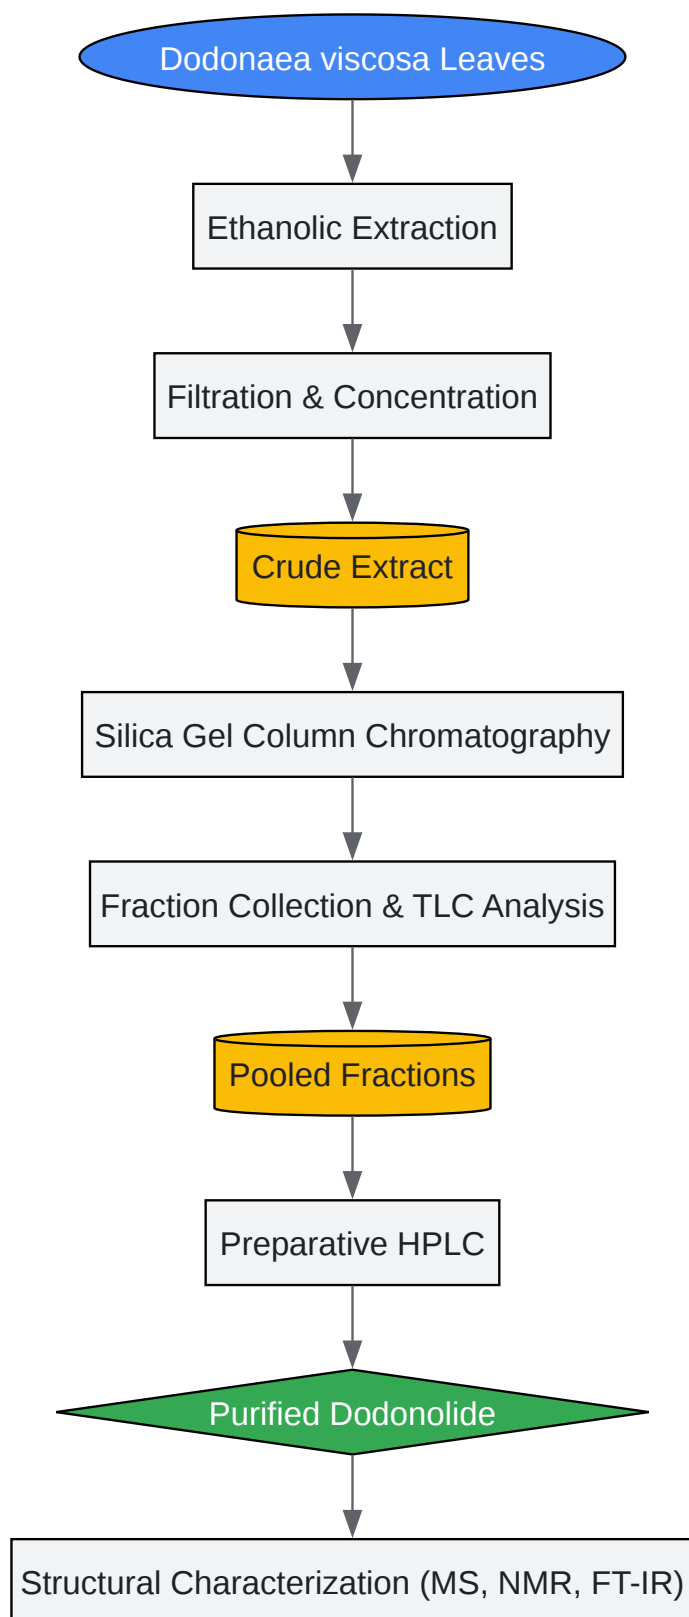 Dodonaea viscosa Leaves
Ethanolic Extraction
Filtration & Concentration
Crude Extract
Silica Gel Column Chromatography
Fraction Collection & TLC Analysis
Pooled Fractions
Preparative HPLC
Purified Dodonolide
Structural Characterization (MS, NMR, FT-IR)